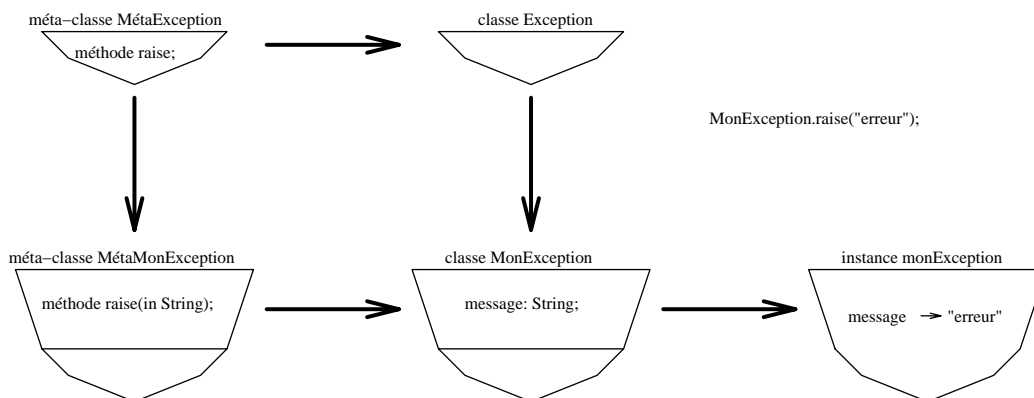 méta−classe MétaException
classe Exception
méthode raise;
MonException.raise("erreur");
méta−classe MétaMonException
classe MonException
instance monException
méthode raise(in String);
message: String;
message → "erreur"